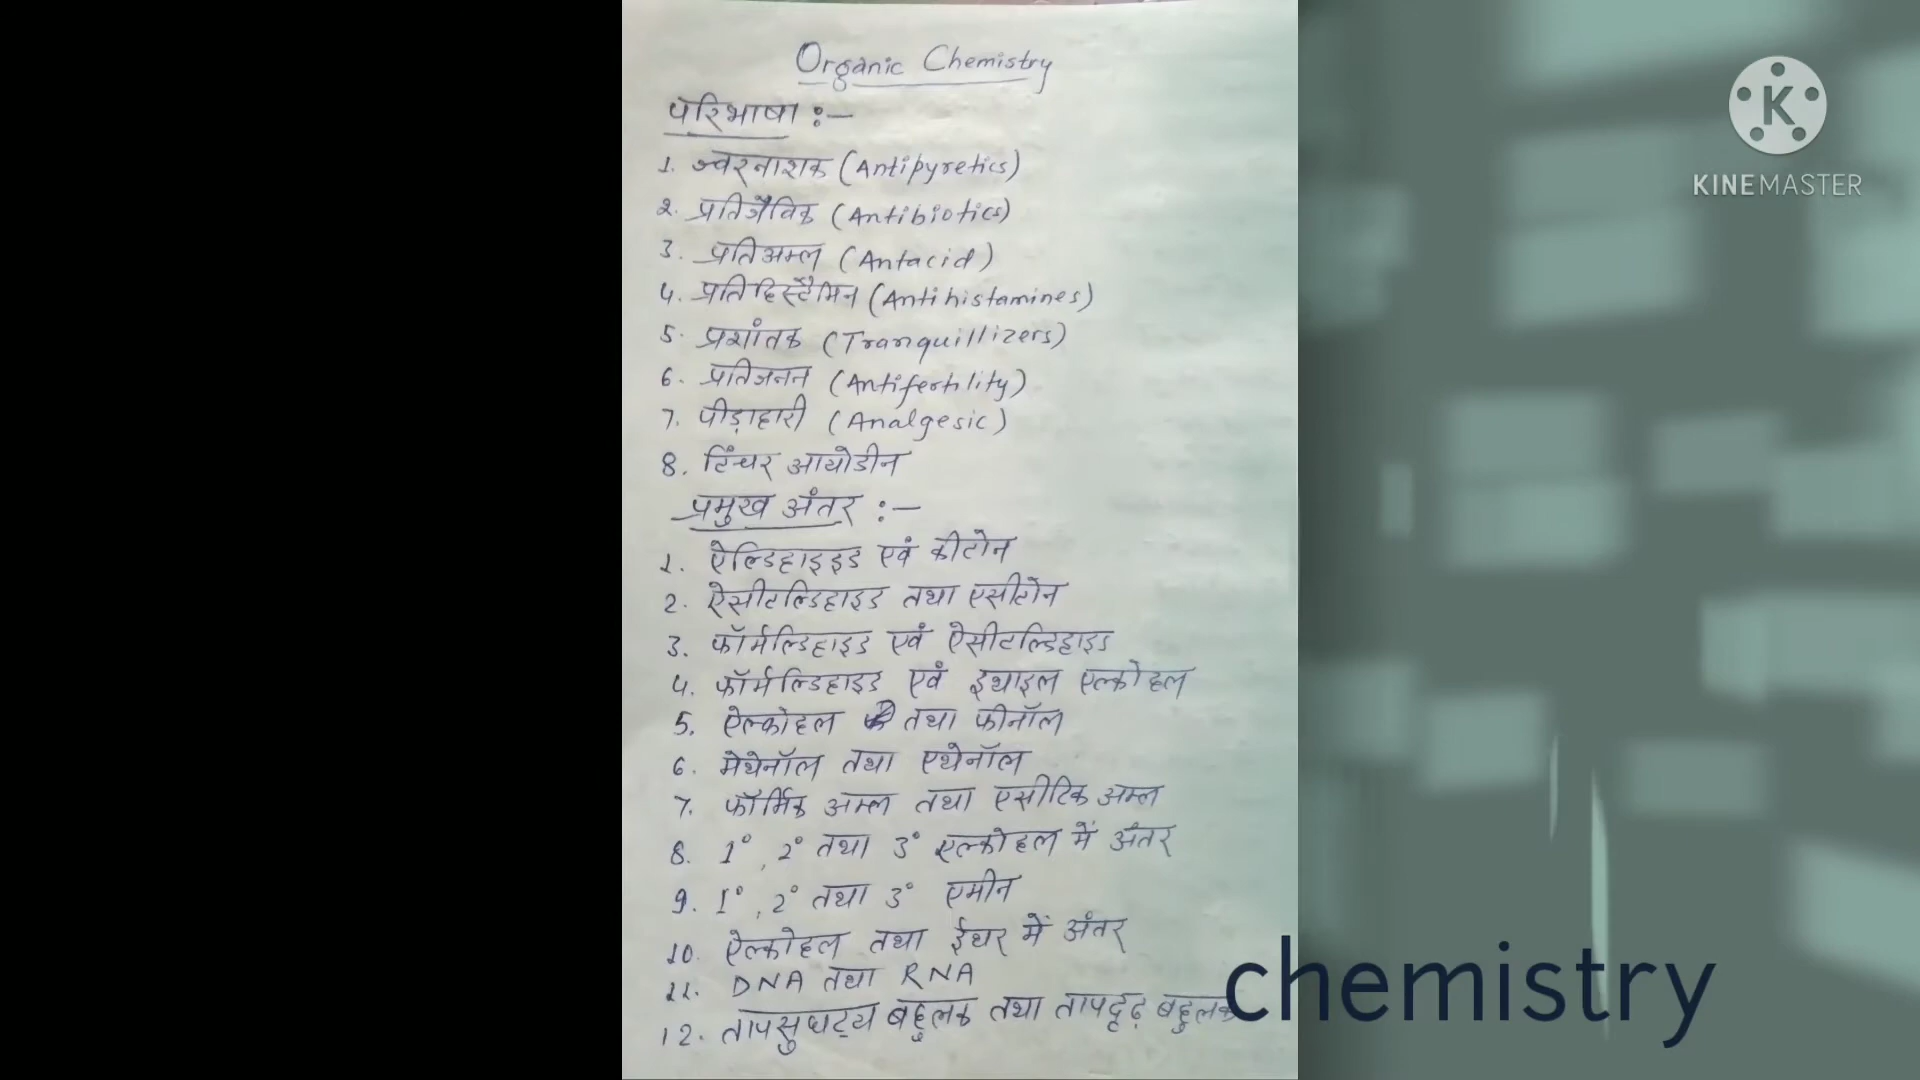 Organic Chemistry
परिभाषा :-
1. ज्वरनाशक (Antipyretics)
2. प्रतिजैविक (Antibiotics)
3. प्रतिअम्ल (Antacid)
4. प्रतिहिस्टैमिन (Antihistamines)
5. प्रशांतक (Tranquillizers)
6. प्रतिजनन (Antifertility)
7. पीड़ाहारी (Analgesic)
8. टिंचर आयोडीन
प्रमुख अंतर :-
1. ऐल्डिहाइइड एवं कीटोन
2. ऐसीटल्डिहाइड तथा एसीटोन
3. फॉर्मल्डिहाइड एवं ऐसीटल्डिहाइड
4. फॉर्मल्डिहाइड एवं इथाइल एल्कोहल
5. ऐल्कोहल तथा फीनॉल
6. मेथेनॉल तथा एथेनॉल
7. फॉर्मिक अम्ल तथा एसीटिक अम्ल
8. 1°, 2° तथा 3° एल्कोहल में अंतर
9. 1°, 2° तथा 3° एमीन
10. ऐल्कोहल तथा ईथर में अंतर
11. DNA तथा RNA
12. तापसुघट्य बहुलक तथा तापदृढ़ बहुलक
K
KINEMASTER
chemistry